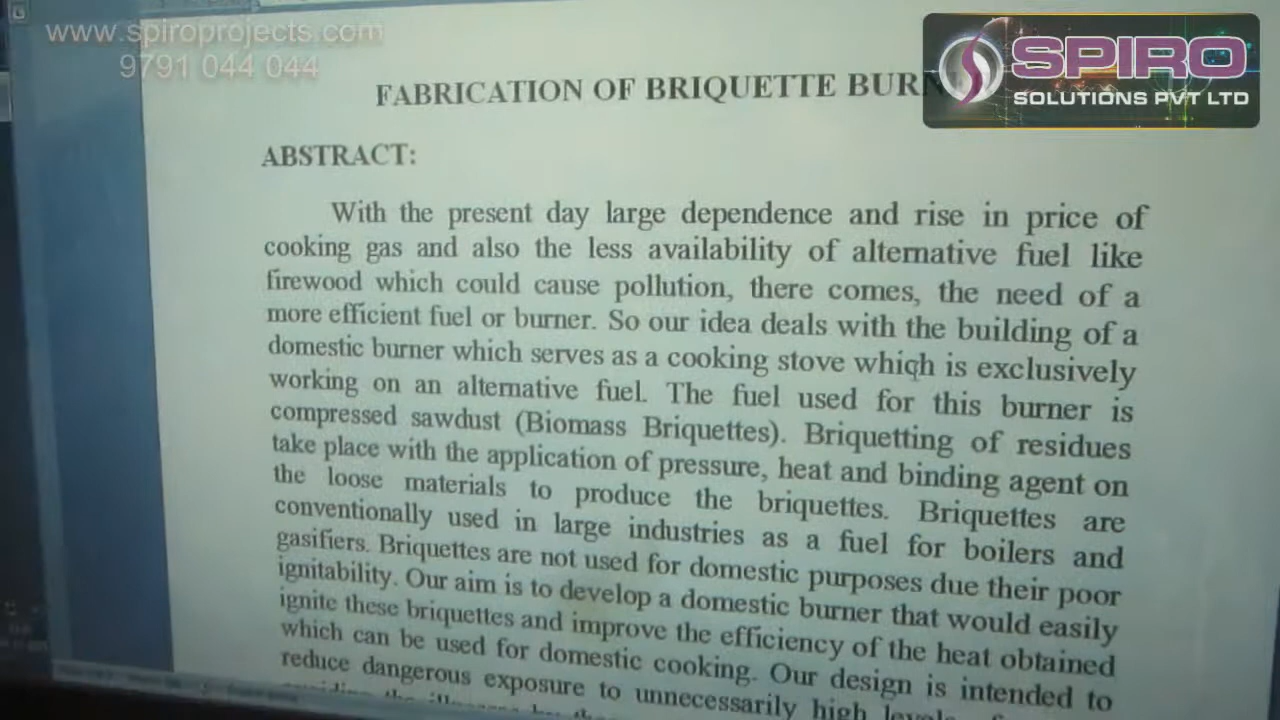 www.spiroprojects.com
9791 044 044
SPIRO
SOLUTIONS PVT LTD
FABRICATION OF BRIQUETTE BURN
ABSTRACT:
With the present day large dependence and rise in price of
cooking gas and also the less availability of alternative fuel like
firewood which could cause pollution, there comes, the need of a
more efficient fuel or burner. So our idea deals with the building of a
domestic burner which serves as a cooking stove which is exclusively
working on an alternative fuel. The fuel used for this burner is
compressed sawdust (Biomass Briquettes). Briquetting of residues
take place with the application of pressure, heat and binding agent on
the loose materials to produce the briquettes. Briquettes are
conventionally used in large industries as a fuel for boilers and
gasifiers. Briquettes are not used for domestic purposes due their poor
ignitability. Our aim is to develop a domestic burner that would easily
ignite these briquettes and improve the efficiency of the heat obtained
which can be used for domestic cooking. Our design is intended to
reduce dangerous exposure to unnecessarily high levels